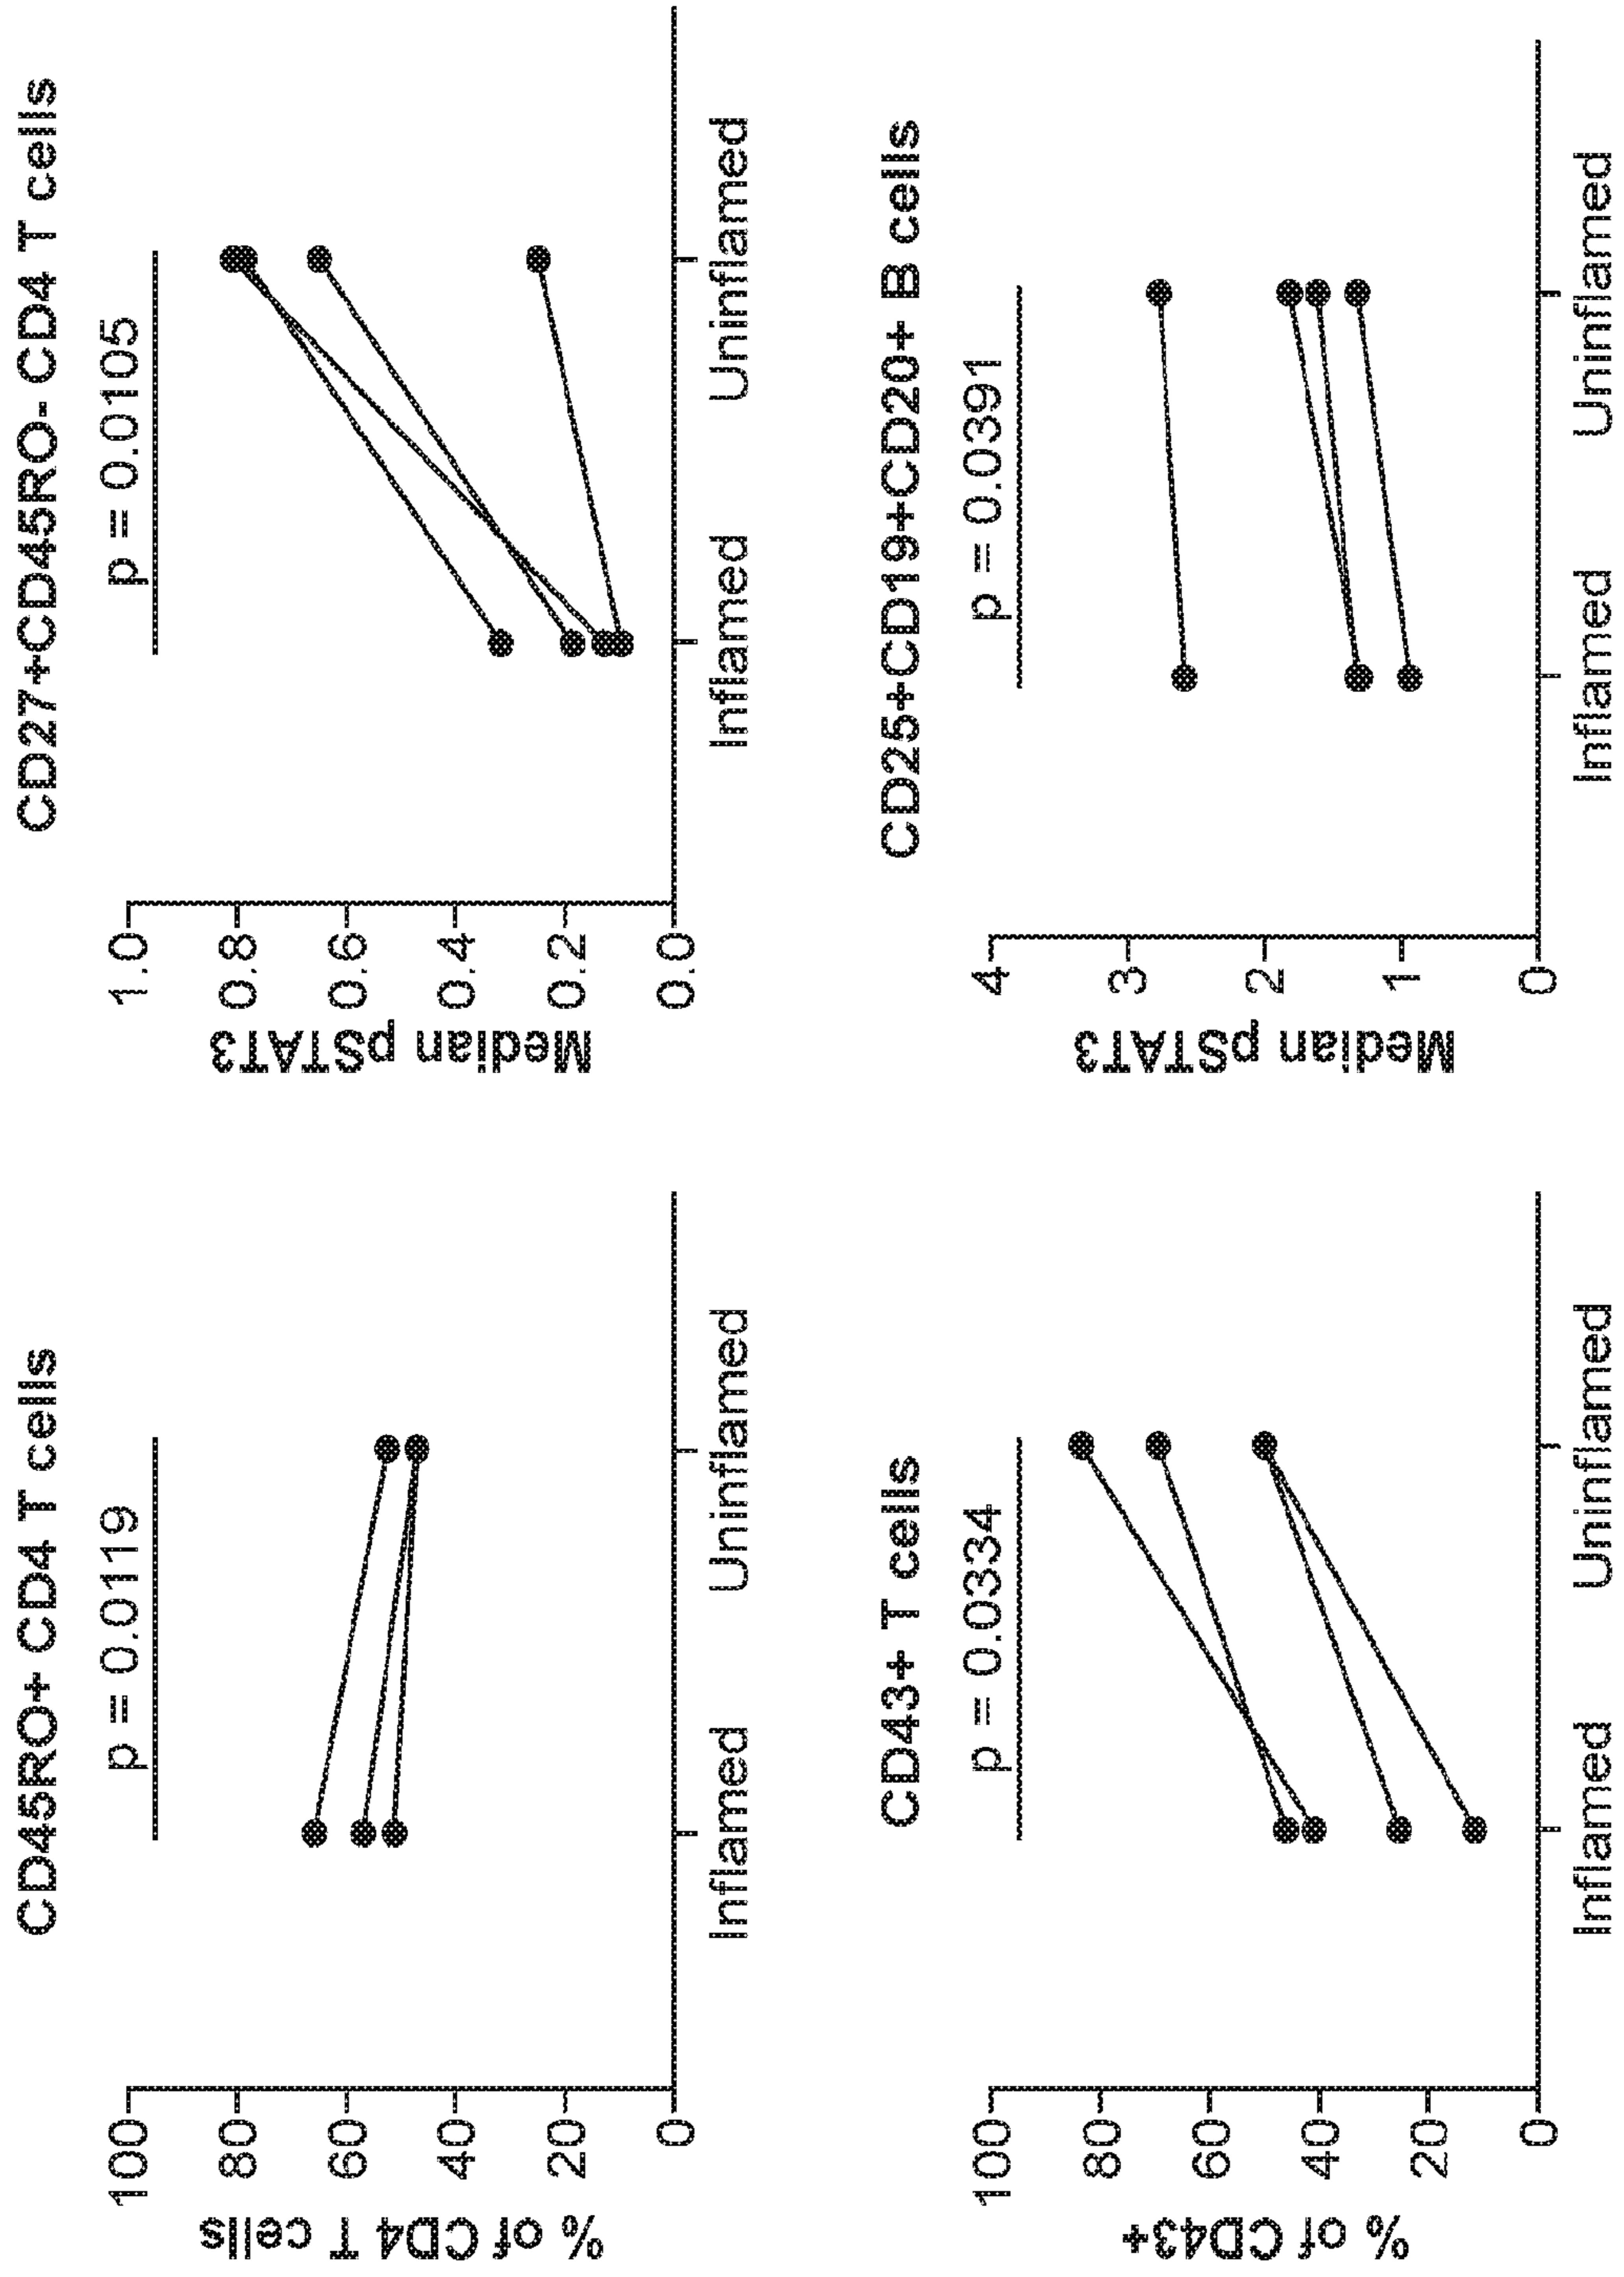 CD45RO+ CD4 T cells
p = 0.0119
% of CD4 T cells
100
80
60
40
20
0
Inflamed
Uninflamed
CD27+CD45RO- CD4 T cells
p = 0.0105
Median pSTAT3
1.0
0.8
0.6
0.4
0.2
0.0
Inflamed
Uninflamed
CD43+ T cells
p = 0.0334
% of CD43+
100
80
60
40
20
0
Inflamed
Uninflamed
CD25+CD19+CD20+ B cells
p = 0.0391
Median pSTAT3
4
3
2
1
0
Inflamed
Uninflamed